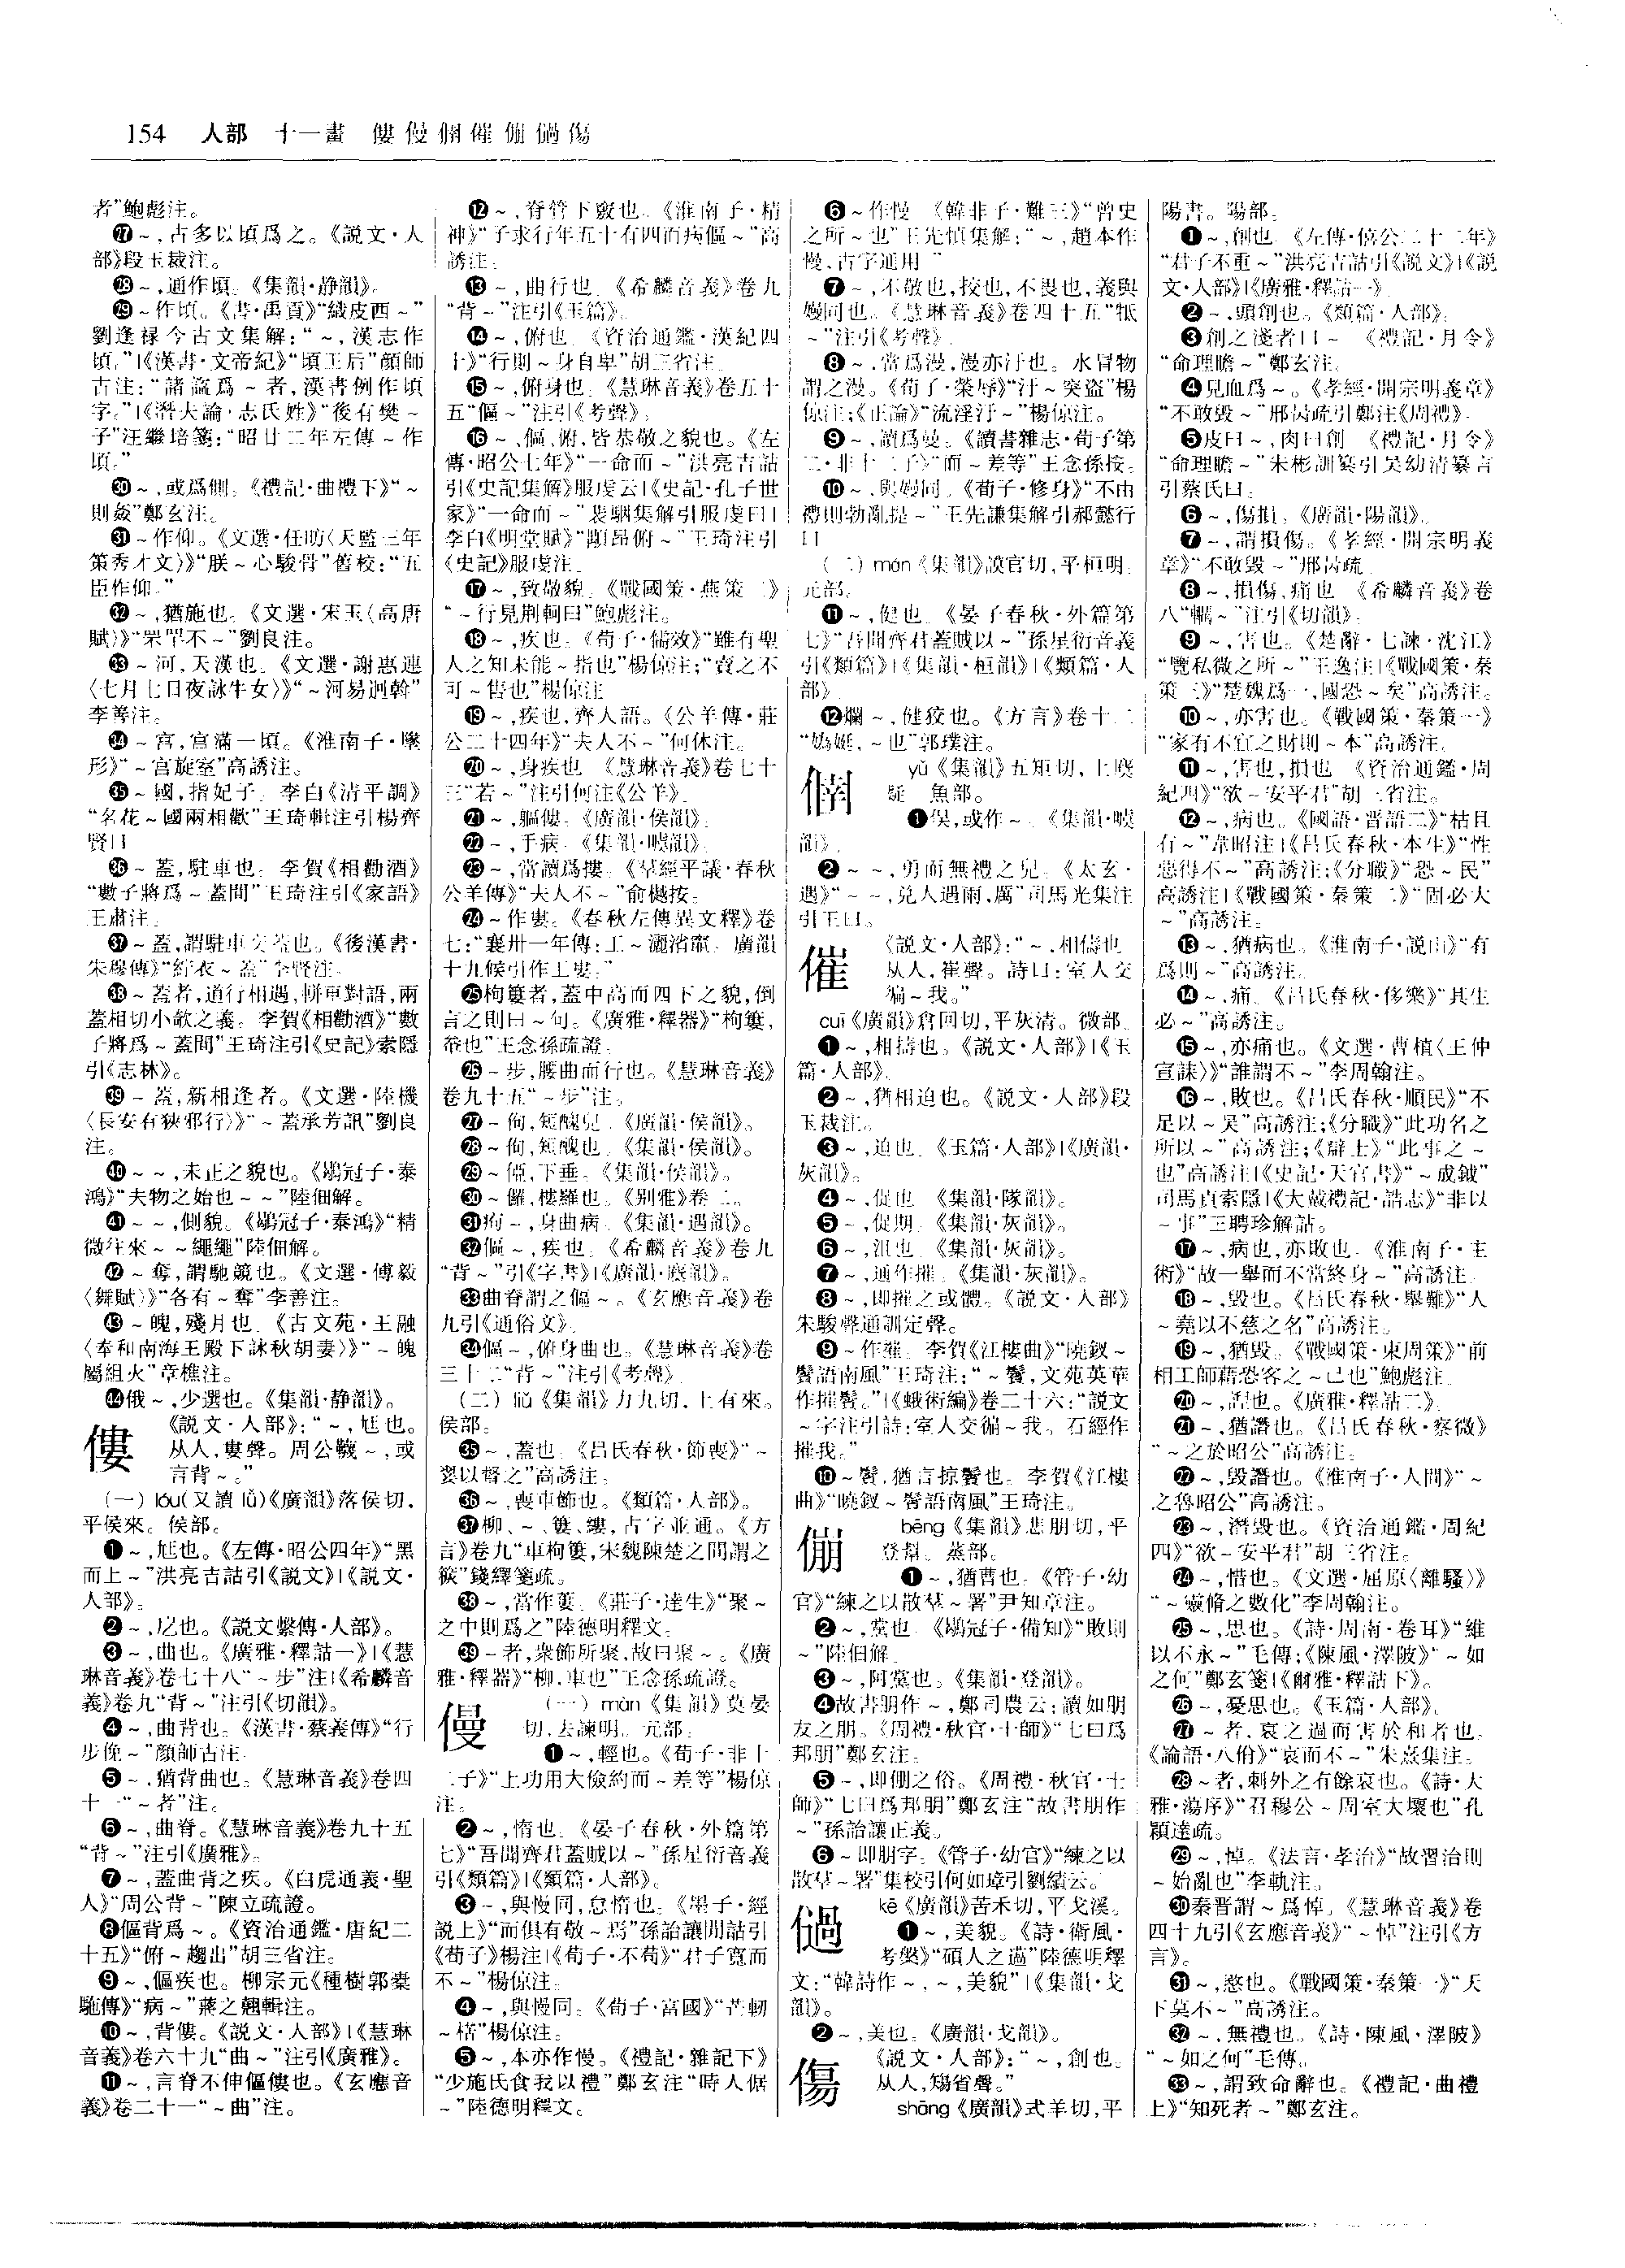 154 人部 十一畫 僂 僈 㒁 催 傰 㗻 傷
者”鮑彪注。
㉗～,古多以頃爲之。《説文·人
部》段玉裁注。
㉘～,通作頃。《集韻·静韻》。
㉙～作頃。《書·禹貢》“織皮西～”
劉逢禄今古文集解:“～,漢志作
頃。”|《漢書·文帝紀》“頃王后”顔師
古注:“諸謚爲～者,漢書例作頃
字。”|《潛夫論·志氏姓》“後有樊～
子”汪繼培箋:“昭廿二年左傳～作
頃。”
㉚～,或爲側。《禮記·曲禮下》“～
則姦”鄭玄注。
㉛～作仰。《文選·任昉〈天監三年
策秀才文〉》“朕～心駿骨”舊校:“五
臣作仰。”
㉜～,猶施也。《文選·宋玉〈高唐
賦〉》“罘罕不～”劉良注。
㉝～河,天漢也。《文選·謝惠連
〈七月七日夜詠牛女〉》“～河易迴斡”
李善注。
㉞～宮,宮滿一頃。《淮南子·墬
形》“～宫旋室”高誘注。
㉟～國,指妃子。李白《清平調》
“名花～國兩相歡”王琦輯注引楊齊
賢曰
㊱～蓋,駐車也。李賀《相勸酒》
“數子將爲～蓋間”王琦注引《家語》
王肅注。
㊲～蓋,謂駐車交蓋也。《後漢書·
朱穆傳》“紵衣～蓋”李賢注。
㊳～蓋者,道行相遇,軿車對語,兩
蓋相切小欹之義。李賀《相勸酒》“數
子將爲～蓋間”王琦注引《史記》索隱
引《志林》。
㊴～蓋,新相逢者。《文選·陸機
〈長安有狹邪行〉》“～蓋承芳訊”劉良
注。
㊵～～,未正之貌也。《鶡冠子·泰
鴻》“夫物之始也～～”陸佃解。
㊶～～,側貌。《鶡冠子·泰鴻》“精
微往來～～繩繩”陸佃解。
㊷～奪,謂馳競也。《文選·傅毅
〈舞賦〉》“各有～奪”李善注。
㊸～魄,殘月也。《古文苑·王融
〈奉和南海王殿下詠秋胡妻〉》“～魄
屬組火”章樵注。
㊹俄～,少選也。《集韻·静韻》。
僂
《説文·人部》:“～,尪也。
从人,婁聲。周公韈～,或
言背～。”
(一) lóu(又讀 lǚ)《廣韻》落侯切,
平侯來。侯部。
❶～,尪也。《左傳·昭公四年》“黑
而上～”洪亮吉詁引《説文》|《説文·
人部》。
❷～,尪也。《説文繫傳·人部》。
❸～,曲也。《廣雅·釋詁一》|《慧
琳音義》卷七十八“～步”注|《希麟音
義》卷九“背～”注引《切韻》。
❹～,曲背也。《漢書·蔡義傳》“行
步俛～”顔師古注
❺～,猶背曲也。《慧琳音義》卷四
十一“～者”注。
❻～,曲脊。《慧琳音義》卷九十五
“背～”注引《廣雅》。
❼～,蓋曲背之疾。《白虎通義·聖
人》“周公背～”陳立疏證。
❽傴背爲～。《資治通鑑·唐紀二
十五》“俯～趨出”胡三省注。
❾～,傴疾也。柳宗元《種樹郭橐
駞傳》“病～”蔣之翹輯注。
❿～,背僂。《説文·人部》|《慧琳
音義》卷六十九“曲～”注引《廣雅》。
⓫～,言脊不伸傴僂也。《玄應音
義》卷二十一“～曲”注。
⓬～,脊管下竅也。《淮南子·精
神》“子求行年五十有四而病傴～”高
誘注。
⓭～,曲行也。《希麟音義》卷九
“背～”注引《玉篇》。
⓮～,俯也。《資治通鑑·漢紀四
十》“行則～身自卑”胡三省注
⓯～,俯身也。《慧琳音義》卷五十
五“傴～”注引《考聲》。
⓰～、傴、俯,皆恭敬之貌也。《左
傳·昭公七年》“一命而～”洪亮吉詁
引《史記集解》服虔云|《史記·孔子世
家》“一命而～”裴駰集解引服虔曰|
李白《明堂賦》“顒昂俯～”王琦注引
《史記》服虔注。
⓱～,致敬貌。《戰國策·燕策三》
“～行見荆軻曰”鮑彪注。
⓲～,疾也。《荀子·儒效》“雖有聖
人之知未能～指也”楊倞注;“賣之不
可～售也”楊倞注
⓳～,疾也,齊人語。《公羊傳·莊
公二十四年》“夫人不～”何休注。
⓴～,身疾也。《慧琳音義》卷七十
三“若～”注引何注《公羊》。
㉑～,軀僂。《廣韻·侯韻》。
㉒～,手病。《集韻·噳韻》。
㉓～,當讀爲摟。《羣經平議·春秋
公羊傳》“夫人不～”俞樾按。
㉔～作婁。《春秋左傳異文釋》卷
七:“襄卅一年傳:工～灑渻竈。廣韻
十九候引作工婁。”
㉕枸簍者,蓋中高而四下之貌,倒
言之則曰～句。《廣雅·釋器》“枸簍,
𢄐也”王念孫疏證。
㉖～步,腰曲而行也。《慧琳音義》
卷九十五“～步”注。
㉗～佝,短醜皃。《廣韻·侯韻》。
㉘～佝,短醜也。《集韻·侯韻》。
㉙～㒓,下垂。《集韻·侯韻》。
㉚～儸,樓羅也。《别雅》卷二。
㉛痀～,身曲病。《集韻·遇韻》。
㉜傴～,疾也。《希麟音義》卷九
“背～”引《字書》|《廣韻·麌韻》。
㉝曲脊謂之傴～。《玄應音義》卷
九引《通俗文》。
㉞傴～,俯身曲也。《慧琳音義》卷
三十二“背～”注引《考聲》
(二) liǔ《集韻》力九切,上有來。
侯部。
㉟～,蓋也。《吕氏春秋·節喪》“～
翣以督之”高誘注。
㊱～,喪車飾也。《類篇·人部》。
㊲柳、～、簍、縷,古字並通。《方
言》卷九“車枸簍,宋魏陳楚之間謂之
筱”錢繹箋疏。
㊳～,當作蔞。《莊子·達生》“聚～
之中則爲之”陸德明釋文。
㊴～者,衆飾所聚,故曰聚～。《廣
雅·釋器》“柳,車也”王念孫疏證。
僈
(一) màn《集韻》莫晏
切,去諫明。元部。
❶～,輕也。《荀子·非十
二子》“上功用大儉約而～差等”楊倞
注。
❷～,惰也。《晏子春秋·外篇第
七》“吾聞齊君蓋賊以～”孫星衍音義
引《類篇》|《類篇·人部》。
❸～,與慢同,怠惰也。《墨子·經
説上》“而俱有敬～焉”孫詒讓閒詁引
《荀子》楊注|《荀子·不苟》“君子寬而
不～”楊倞注。
❹～,與慢同。《荀子·富國》“芒軔
～楛”楊倞注。
❺～,本亦作慢。《禮記·雜記下》
“少施氏食我以禮”鄭玄注“時人倨
～”陸德明釋文。
❻～作慢 《韓非子·難三》“曾史
之所～也”王先慎集解:“～,趙本作
慢,古字通用”
❼～,不敬也,狡也,不畏也,義與
嫚同也。《慧琳音義》卷四十五“牴
～”注引《考聲》。
❽～,當爲漫,漫亦汙也。水冒物
謂之漫。《荀子·榮辱》“汙～突盜”楊
倞注;《正論》“流淫汙～”楊倞注。
❾～,讀爲曼。《讀書雜志·荀子第
二·非十二子》“而～差等”王念孫按。
❿～,與嫚同。《荀子·修身》“不由
禮則勃亂提～”王先謙集解引郝懿行
曰
(二) mán《集韻》謨官切,平桓明。
元部。
⓫～,健也。《晏子春秋·外篇第
七》“吾聞齊君蓋賊以～”孫星衍音義
引《類篇》|《集韻·桓韻》|《類篇·人
部》。
⓬爛～,健狡也。《方言》卷十二
“㛂娗,～也”郭璞注。
yǔ《集韻》五矩切,上噳
疑 魚部。
❶俁,或作～。《集韻·噳
韻》。
❷～～,勇而無禮之皃。《太玄·
遇》“～～,兑人遇雨,厲”司馬光集注
引王曰。
催
《説文·人部》:“～,相儔也
从人,崔聲。詩曰:室人交
徧～我。”
cuī《廣韻》倉回切,平灰清。微部。
❶～,相擣也。《説文·人部》|《玉
篇·人部》。
❷～,猶相迫也。《説文·人部》段
玉裁注。
❸～,迫也。《玉篇·人部》|《廣韻·
灰韻》。
❹～,促也 《集韻·隊韻》。
❺～,促期。《集韻·灰韻》。
❻～,沮也。《集韻·灰韻》。
❼～,通作摧。《集韻·灰韻》。
❽～,即摧之或體。《説文·人部》
朱駿聲通訓定聲。
❾～作摧。李賀《江樓曲》“曉釵～
鬢語南風”王琦注:“～鬢,文苑英華
作摧鬢。”|《蛾術編》卷二十六:“説文
～字注引詩:室人交徧～我。石經作
摧我。”
❿～鬢,猶言掠鬢也。李賀《江樓
曲》“曉釵～鬢語南風”王琦注。
傰
bēng《集韻》悲朋切,平
登幫。蒸部。
❶～,猶曹也。《管子·幼
官》“練之以散羣～署”尹知章注。
❷～,黨也 《鶡冠子·備知》“敗則
～”陸佃解
❸～,阿黨也。《集韻·登韻》。
❹故書朋作～,鄭司農云:讀如朋
友之朋。《周禮·秋官·士師》“七曰爲
邦朋”鄭玄注。
❺～,即倗之俗。《周禮·秋官·士
師》“七曰爲邦朋”鄭玄注“故書朋作
～”孫詒讓正義。
❻～即朋字。《管子·幼官》“練之以
散羣～署”集校引何如璋引劉績云。
kē《廣韻》苦禾切,平戈溪。
❶～,美貌。《詩·衛風·
考槃》“碩人之薖”陸德明釋
文:“韓詩作～,～,美貌”|《集韻·戈
韻》。
❷～,美也。《廣韻·戈韻》。
傷
《説文·人部》:“～,創也。
从人,𥏻省聲。”
shāng《廣韻》式羊切,平
陽書。陽部。
❶～,創也。《左傳·僖公二十二年》
“君子不重～”洪亮吉詁引《説文》|《説
文·人部》|《廣雅·釋詁一》
❷～,頭創也。《類篇·人部》。
❸創之淺者曰～ 《禮記·月令》
“命理瞻～”鄭玄注。
❹見血爲～。《孝經·開宗明義章》
“不敢毁～”邢昺疏引鄭注《周禮》。
❺皮曰～,肉曰創 《禮記·月令》
“命理瞻～”朱彬訓纂引吴幼清纂言
引蔡氏曰。
❻～,傷損。《廣韻·陽韻》。
❼～,謂損傷。《孝經·開宗明義
章》“不敢毁～”邢昺疏。
❽～,損傷,痛也 《希麟音義》卷
八“轥～”注引《切韻》。
❾～,害也。《楚辭·七諫·沈江》
“覽私微之所～”王逸注|《戰國策·秦
策三》“楚魏爲一,國恐～矣”高誘注。
❿～,亦害也。《戰國策·秦策一》
“家有不宜之財則～本”高誘注。
⓫～,害也,損也 《資治通鑑·周
紀四》“欲～安平君”胡三省注。
⓬～,病也。《國語·晋語二》“枯且
有～”韋昭注|《吕氏春秋·本生》“性
惡得不～”高誘注;《分職》“恐～民”
高誘注|《戰國策·秦策二》“固必大
～”高誘注。
⓭～,猶病也。《淮南子·説山》“有
爲則～”高誘注。
⓮～,痛。《吕氏春秋·侈樂》“其生
必～”高誘注。
⓯～,亦痛也。《文選·曹植〈王仲
宣誄〉》“誰謂不～”李周翰注。
⓰～,敗也。《吕氏春秋·順民》“不
足以～吴”高誘注;《分職》“此功名之
所以～”高誘注;《辯土》“此事之～
也”高誘注|《史記·天官書》“～成鉞”
司馬貞索隱|《大戴禮記·誥志》“非以
～事”王聘珍解詁。
⓱～,病也,亦敗也。《淮南子·主
術》“故一舉而不當終身～”高誘注。
⓲～,毁也。《吕氏春秋·舉難》“人
～堯以不慈之名”高誘注。
⓳～,猶毁。《戰國策·東周策》“前
相工師藉恐客之～己也”鮑彪注
⓴～,㘏也。《廣雅·釋詁二》。
㉑～,猶譖也。《吕氏春秋·察微》
“～之於昭公”高誘注。
㉒～,毁譖也。《淮南子·人間》“～
之魯昭公”高誘注。
㉓～,潛毁也。《資治通鑑·周紀
四》“欲～安平君”胡三省注。
㉔～,惜也。《文選·屈原〈離騷〉》
“～靈脩之數化”李周翰注。
㉕～,思也。《詩·周南·卷耳》“維
以不永～”毛傳;《陳風·澤陂》“～如
之何”鄭玄箋|《爾雅·釋詁下》。
㉖～,憂思也。《玉篇·人部》。
㉗～者,哀之過而害於和者也。
《論語·八佾》“哀而不～”朱熹集注。
㉘～者,刺外之有餘哀也。《詩·大
雅·蕩序》“召穆公～周室大壞也”孔
穎達疏。
㉙～,悼。《法言·孝治》“故習治則
～始亂也”李軌注。
㉚秦晋謂～爲悼。《慧琳音義》卷
四十九引《玄應音義》“～悼”注引《方
言》。
㉛～,愍也。《戰國策·秦策一》“天
下莫不～”高誘注。
㉜～,無禮也。《詩·陳風·澤陂》
“～如之何”毛傳。
㉝～,謂致命辭也。《禮記·曲禮
上》“知死者～”鄭玄注。